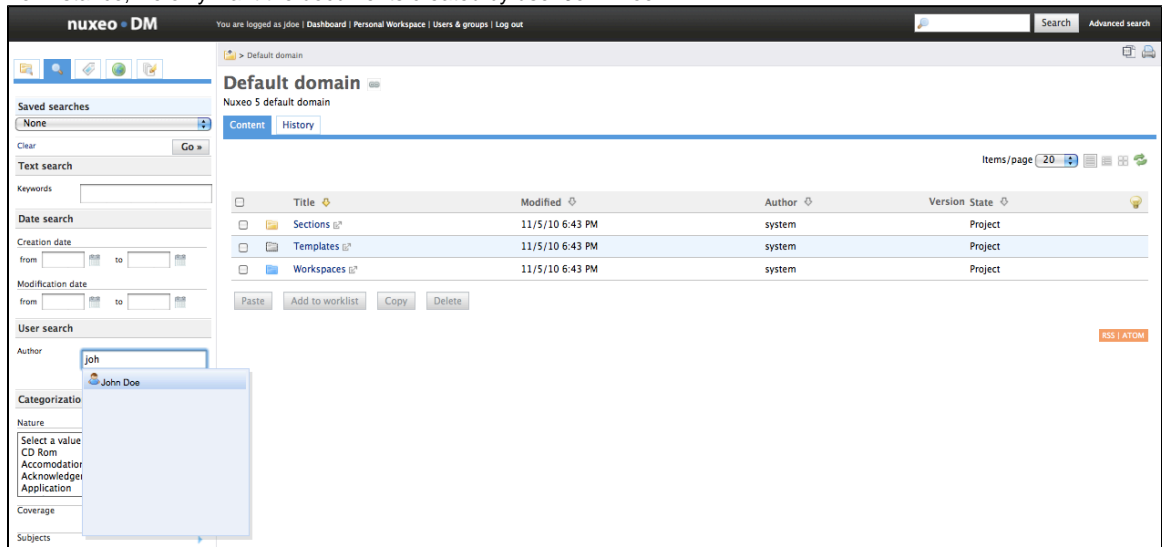 nuxeo DM
You are logged as jdoe | Dashboard | Personal Workspace | Users & groups | Log out
Search
Advanced search
> Default domain
Default domain
Nuxeo 5 default domain
Content
History
Saved searches
None
Clear
Go »
Text search
Keywords
Date search
Creation date
from
to
Modification date
from
to
User search
Author
joh
John Doe
Nature
Select a value
CD Rom
Application
Coverage
Subjects
Items/page 20
Title Modified Author Version State
Sections 11/5/10 6:43 PM system Project
Templates 11/5/10 6:43 PM system Project
Workspaces 11/5/10 6:43 PM system Project
Paste Add to worklist Copy Delete
RSS | ATOM